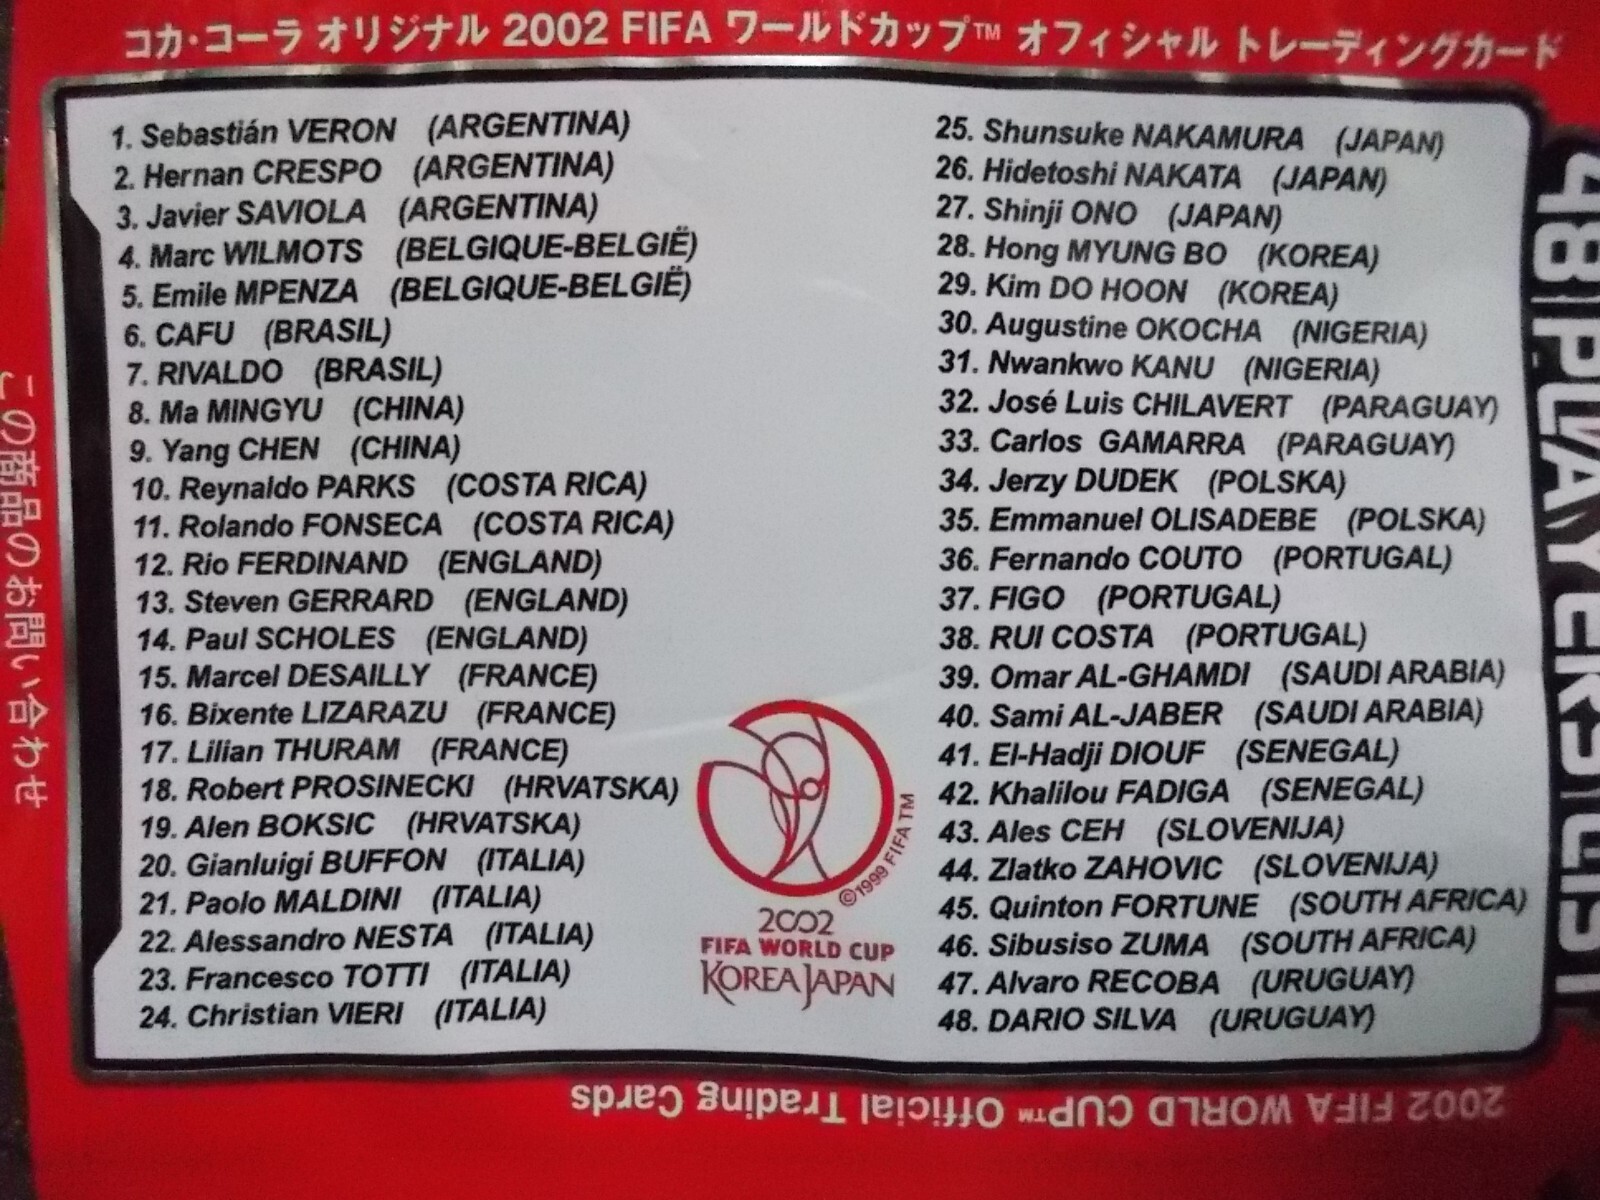 コカ・コーラ オリジナル 2002 FIFA ワールドカップ™ オフィシャル トレーディングカード
1. Sebastián VERON (ARGENTINA)
2. Hernan CRESPO (ARGENTINA)
3. Javier SAVIOLA (ARGENTINA)
4. Marc WILMOTS (BELGIQUE-BELGIË)
5. Emile MPENZA (BELGIQUE-BELGIË)
6. CAFU (BRASIL)
7. RIVALDO (BRASIL)
8. Ma MINGYU (CHINA)
9. Yang CHEN (CHINA)
10. Reynaldo PARKS (COSTA RICA)
11. Rolando FONSECA (COSTA RICA)
12. Rio FERDINAND (ENGLAND)
13. Steven GERRARD (ENGLAND)
14. Paul SCHOLES (ENGLAND)
15. Marcel DESAILLY (FRANCE)
16. Bixente LIZARAZU (FRANCE)
17. Lilian THURAM (FRANCE)
18. Robert PROSINECKI (HRVATSKA)
19. Alen BOKSIC (HRVATSKA)
20. Gianluigi BUFFON (ITALIA)
21. Paolo MALDINI (ITALIA)
22. Alessandro NESTA (ITALIA)
23. Francesco TOTTI (ITALIA)
24. Christian VIERI (ITALIA)
25. Shunsuke NAKAMURA (JAPAN)
26. Hidetoshi NAKATA (JAPAN)
27. Shinji ONO (JAPAN)
28. Hong MYUNG BO (KOREA)
29. Kim DO HOON (KOREA)
30. Augustine OKOCHA (NIGERIA)
31. Nwankwo KANU (NIGERIA)
32. José Luis CHILAVERT (PARAGUAY)
33. Carlos GAMARRA (PARAGUAY)
34. Jerzy DUDEK (POLSKA)
35. Emmanuel OLISADEBE (POLSKA)
36. Fernando COUTO (PORTUGAL)
37. FIGO (PORTUGAL)
38. RUI COSTA (PORTUGAL)
39. Omar AL-GHAMDI (SAUDI ARABIA)
40. Sami AL-JABER (SAUDI ARABIA)
41. El-Hadji DIOUF (SENEGAL)
42. Khalilou FADIGA (SENEGAL)
43. Ales CEH (SLOVENIJA)
44. Zlatko ZAHOVIC (SLOVENIJA)
45. Quinton FORTUNE (SOUTH AFRICA)
46. Sibusiso ZUMA (SOUTH AFRICA)
47. Alvaro RECOBA (URUGUAY)
48. DARIO SILVA (URUGUAY)
©1999 FIFA TM
2002
FIFA WORLD CUP
KOREA JAPAN
48 PLAYERS LIST
この商品のお問い合わせ
2002 FIFA WORLD CUP™ Official Trading Cards